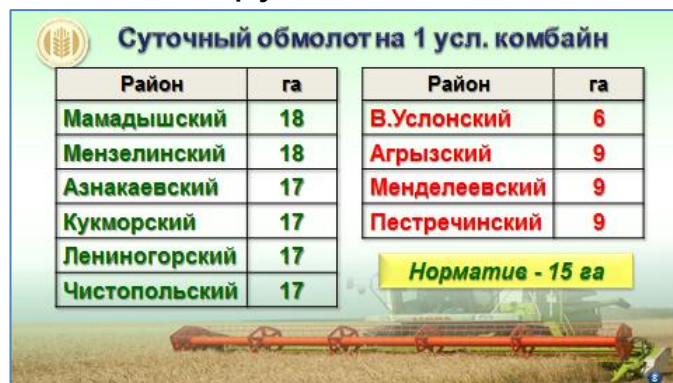 Суточный обмолот на 1 усл. комбайн
Район га
Мамадышский 18
Мензелинский 18
Азнакаевский 17
Кукморский 17
Лениногорский 17
Чистопольский 17
Район га
В.Услонский 6
Агрызский 9
Менделеевский 9
Пестречинский 9
Норматив - 15 га